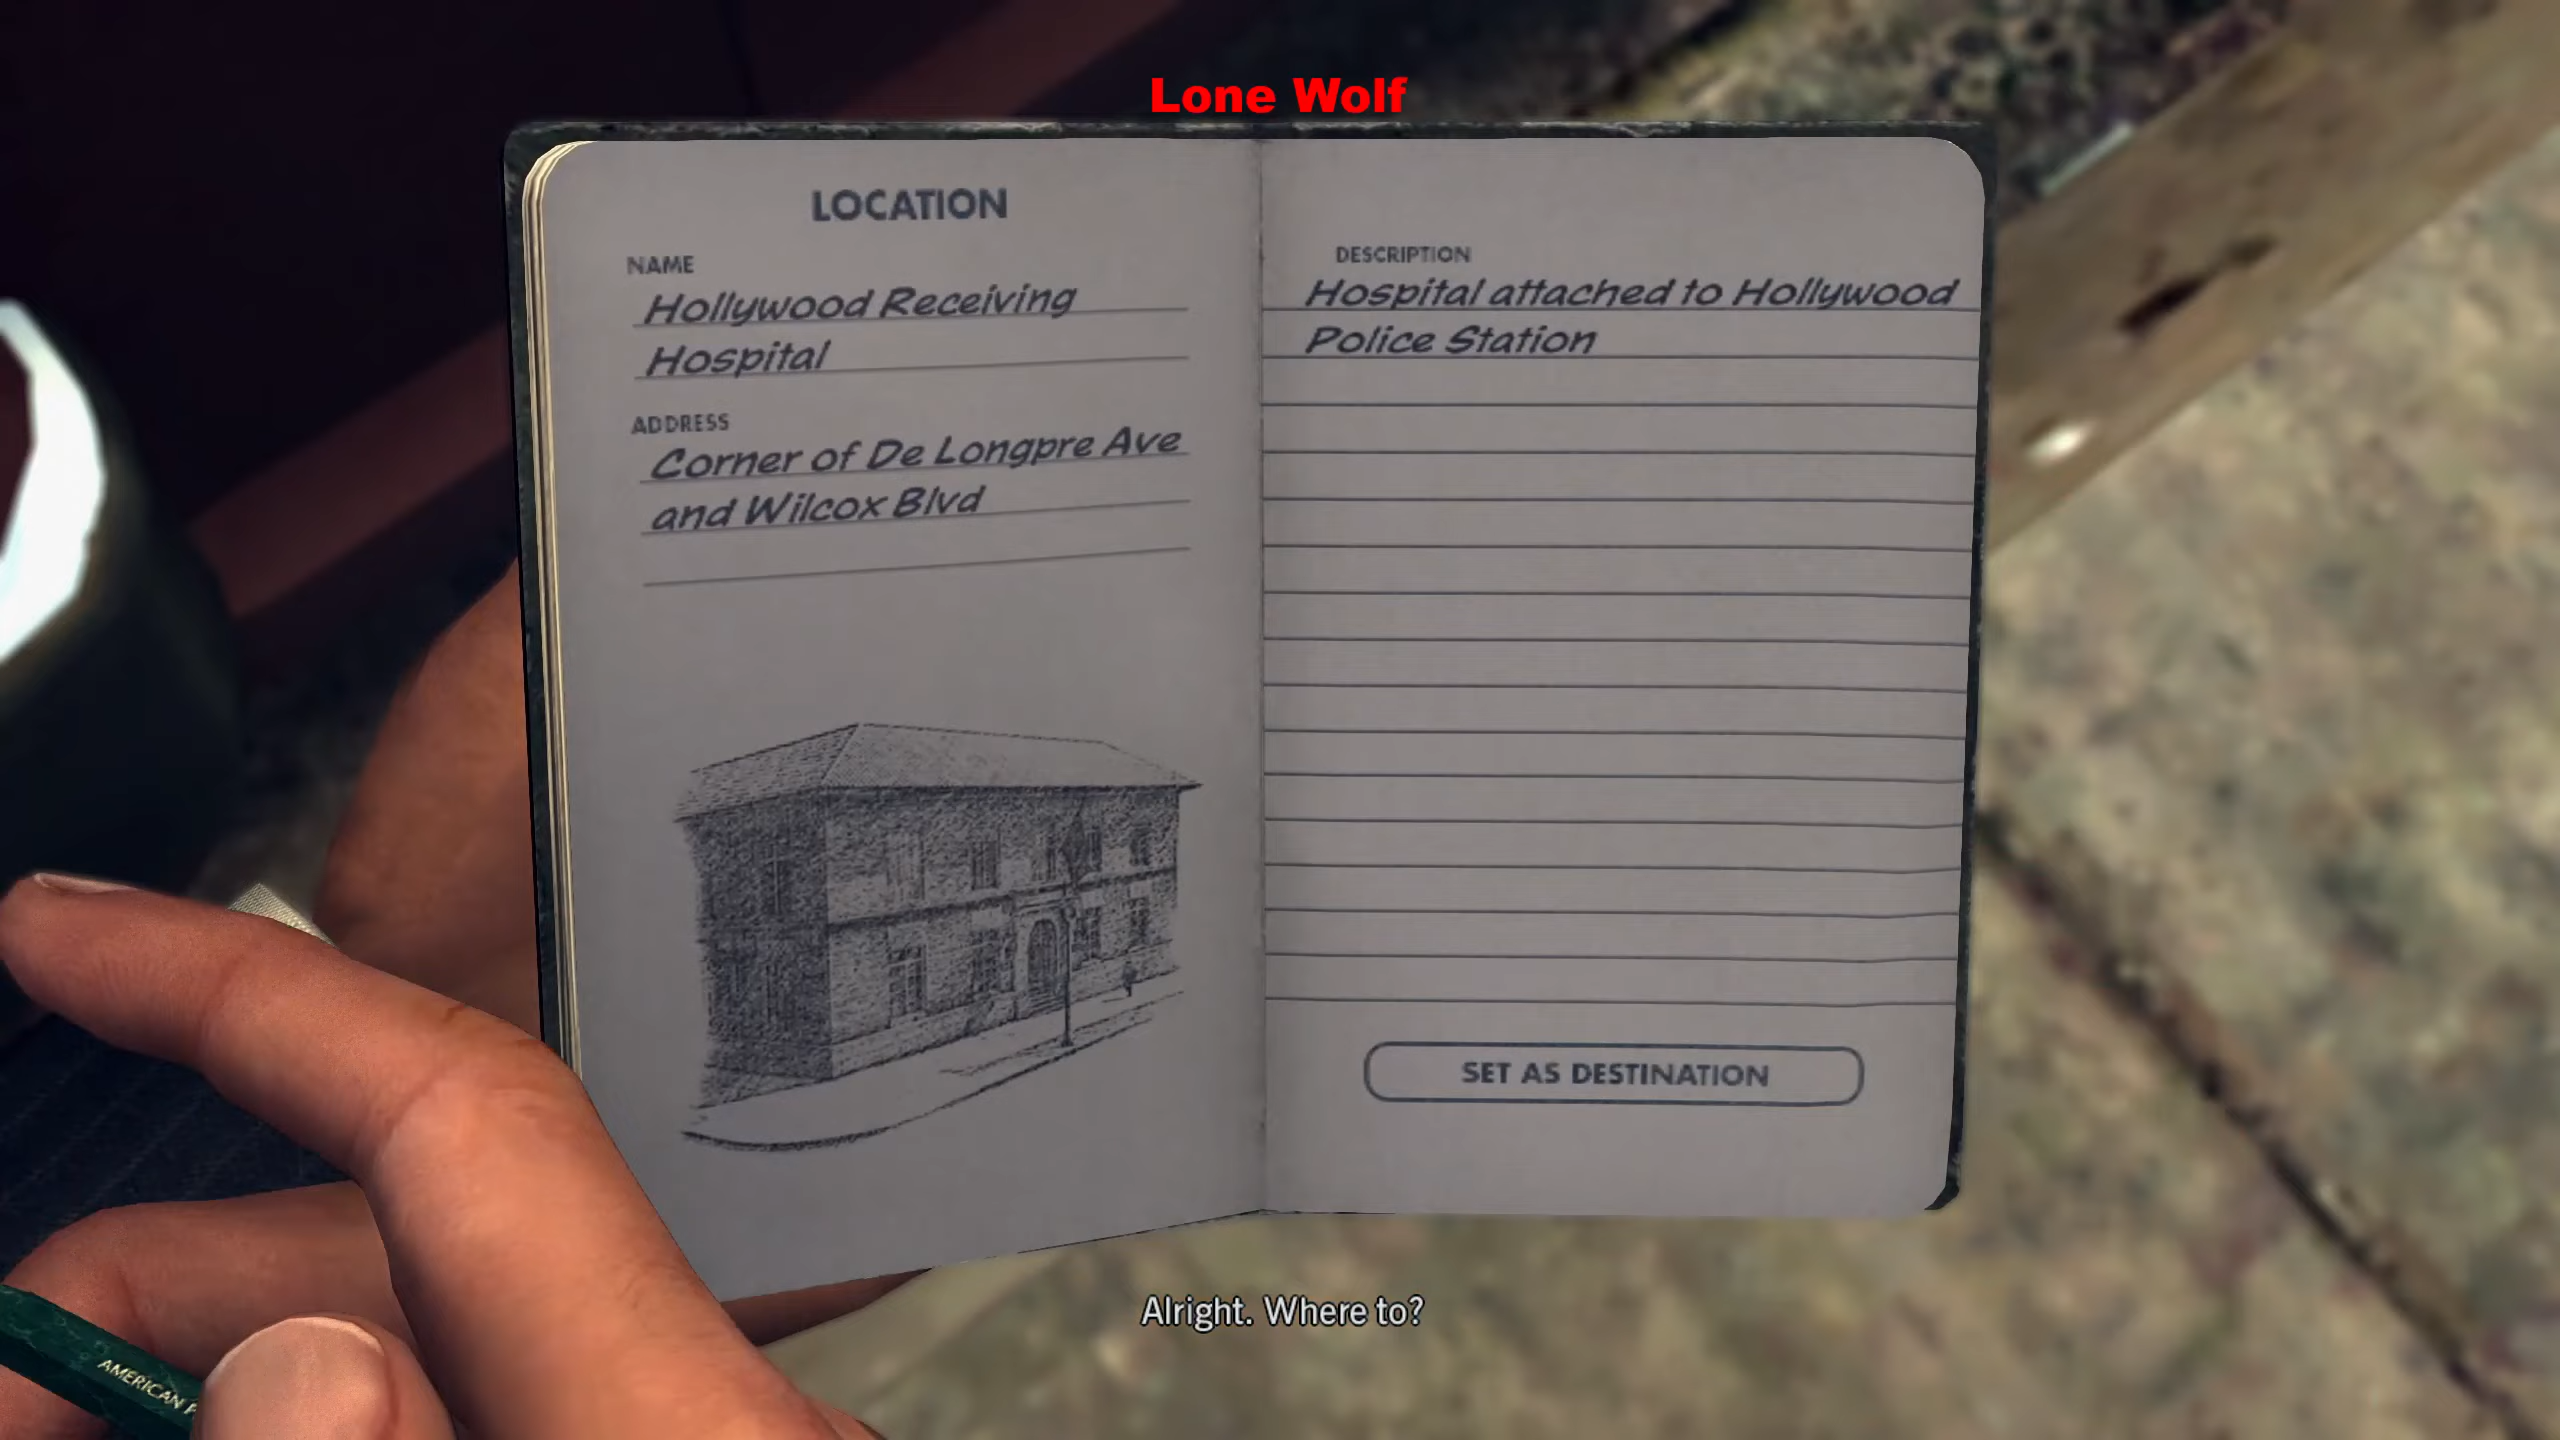 Lone Wolf
LOCATION
NAME
Hollywood Receiving
Hospital
ADDRESS
Corner of De Longpre Ave
and Wilcox Blvd
DESCRIPTION
Hospital attached to Hollywood
Police Station
SET AS DESTINATION
Alright. Where to?
AMERICAN